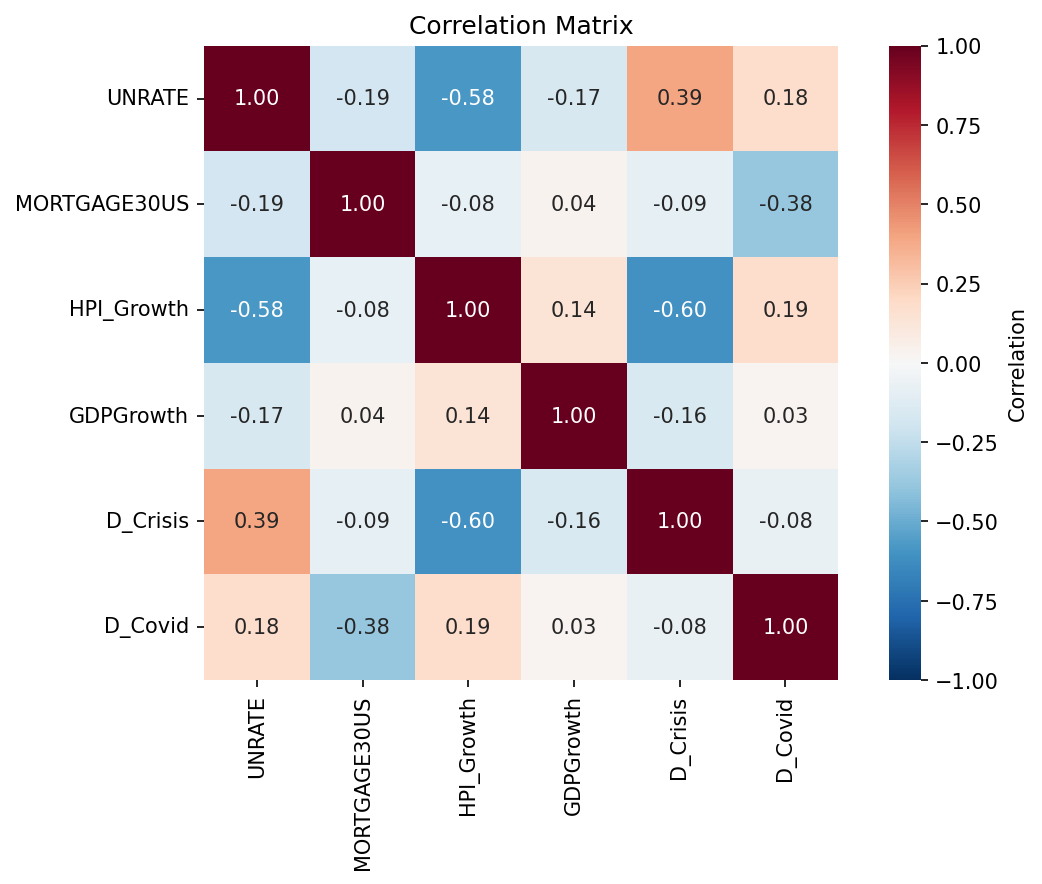 Correlation Matrix
UNRATE 1.00 -0.19 -0.58 -0.17 0.39 0.18
MORTGAGE30US -0.19 1.00 -0.08 0.04 -0.09 -0.38
HPI_Growth -0.58 -0.08 1.00 0.14 -0.60 0.19
GDPGrowth -0.17 0.04 0.14 1.00 -0.16 0.03
D_Crisis 0.39 -0.09 -0.60 -0.16 1.00 -0.08
D_Covid 0.18 -0.38 0.19 0.03 -0.08 1.00
UNRATE
MORTGAGE30US
HPI_Growth
GDPGrowth
D_Crisis
D_Covid
1.00
0.75
0.50
0.25
0.00
−0.25
−0.50
−0.75
−1.00
Correlation